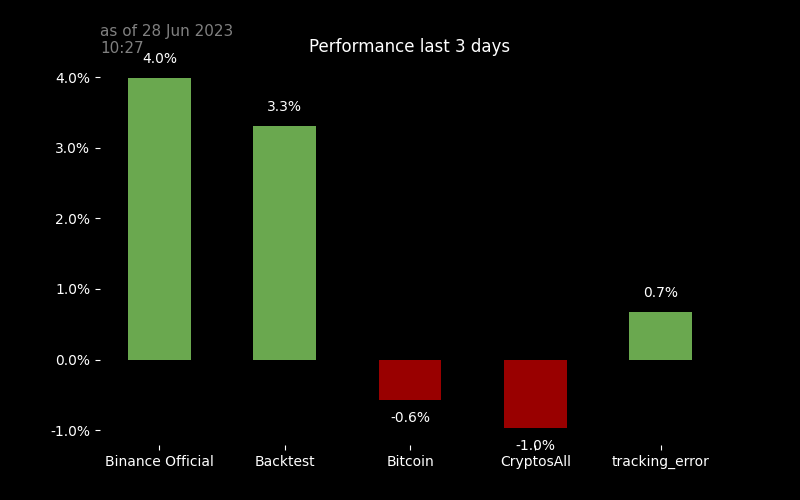 as of 28 Jun 2023
10:27
Performance last 3 days
4.0%
3.3%
-0.6%
-1.0%
0.7%
4.0%
3.0%
2.0%
1.0%
0.0%
-1.0%
Binance Official
Backtest
Bitcoin
CryptosAll
tracking_error